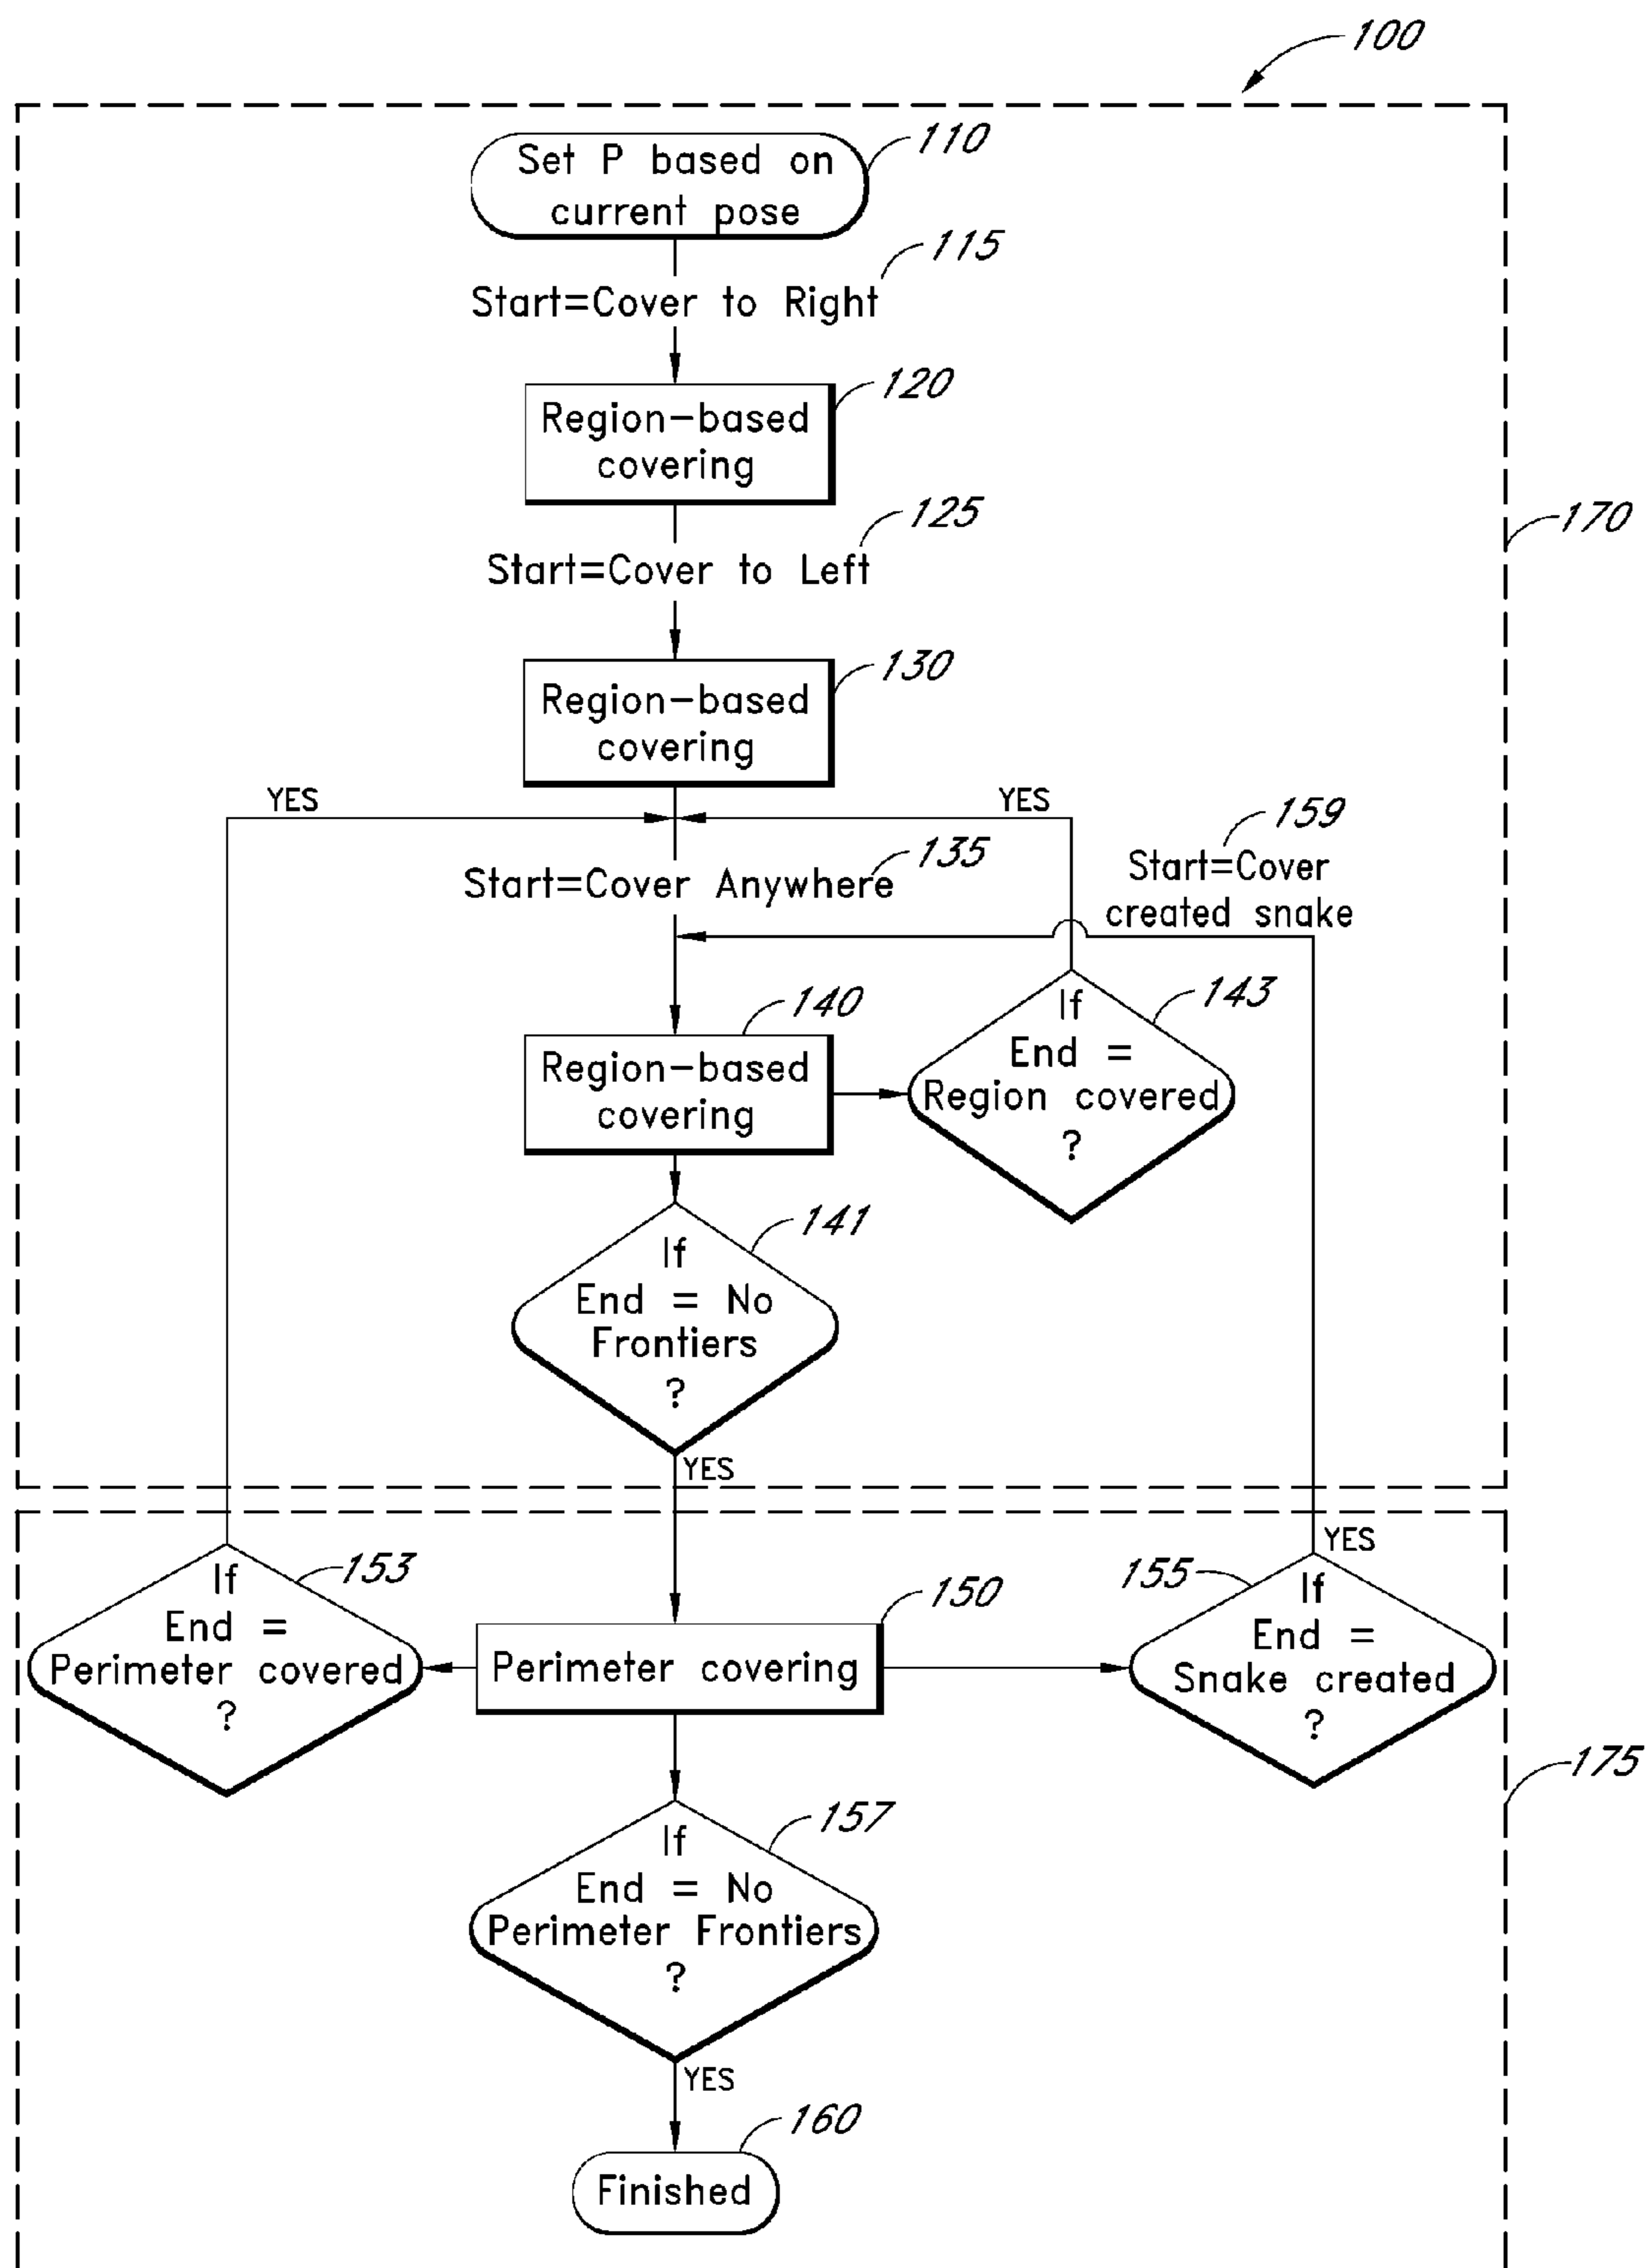 100
Set P based on
current pose
110
115
Start=Cover to Right
Region-based
covering
120
125
Start=Cover to Left
Region-based
covering
130
170
YES
YES
Start=Cover Anywhere
135
159
Start=Cover
created snake
140
Region-based
covering
If
End =
Region covered
?
143
If
End = No
Frontiers
?
141
YES
If
End =
Perimeter covered
?
153
Perimeter covering
150
YES
155
If
End =
Snake created
?
175
If
End = No
Perimeter Frontiers
?
157
YES
160
Finished